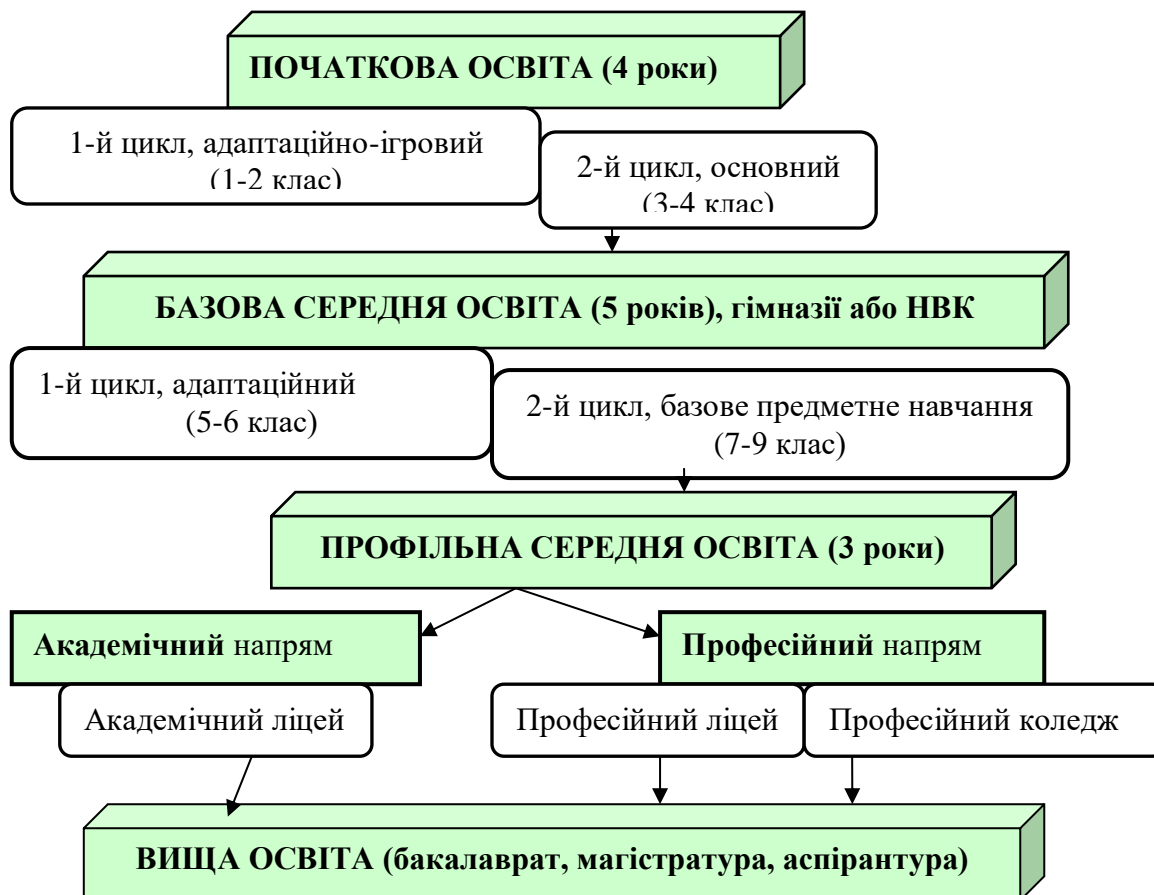 ПОЧАТКОВА ОСВІТА (4 роки)
1-й цикл, адаптаційно-ігровий
(1-2 клас)
2-й цикл, основний
(3-4 клас)
БАЗОВА СЕРЕДНЯ ОСВІТА (5 років), гімназії або НВК
1-й цикл, адаптаційний
(5-6 клас)
2-й цикл, базове предметне навчання
(7-9 клас)
ПРОФІЛЬНА СЕРЕДНЯ ОСВІТА (3 роки)
Академічний напрям
Професійний напрям
Академічний ліцей
Професійний ліцей
Професійний коледж
ВИЩА ОСВІТА (бакалаврат, магістратура, аспірантура)